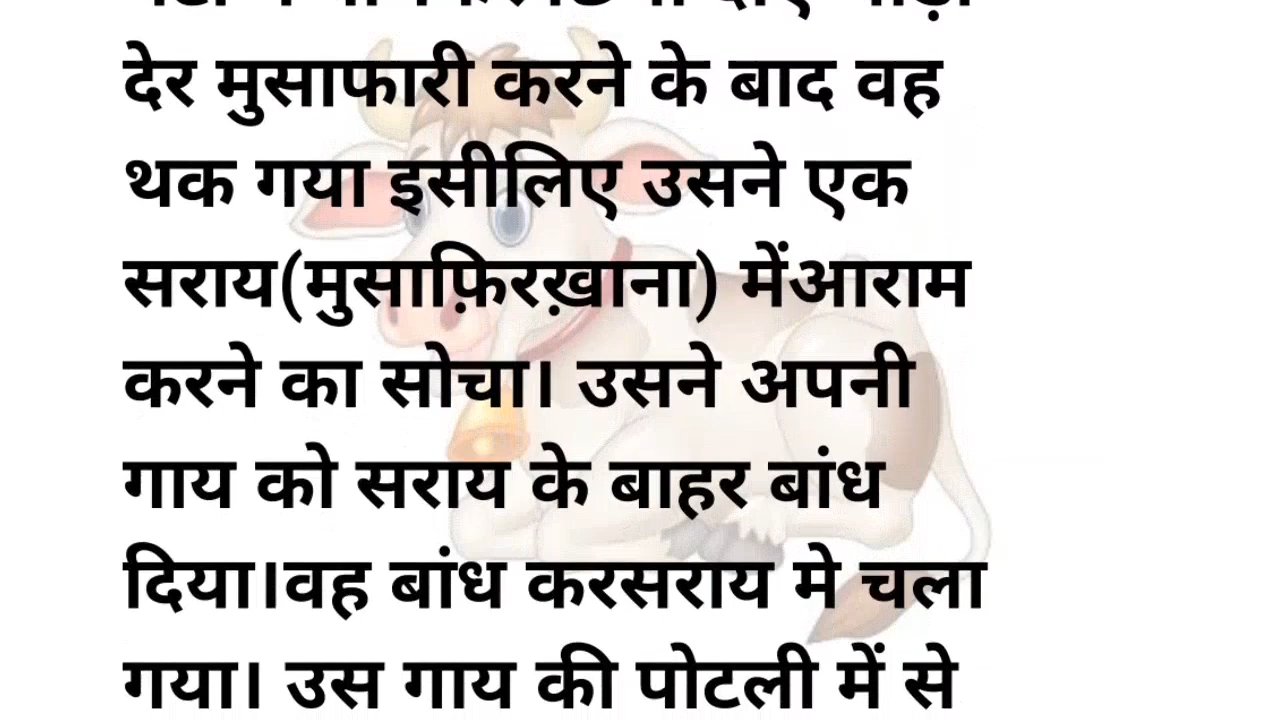 देर मुसाफारी करने के बाद वह
थक गया इसीलिए उसने एक
सराय(मुसाफ़िरख़ाना) मेंआराम
करने का सोचा। उसने अपनी
गाय को सराय के बाहर बांध
दिया।वह बांध करसराय मे चला
गया। उस गाय की पोटली में से